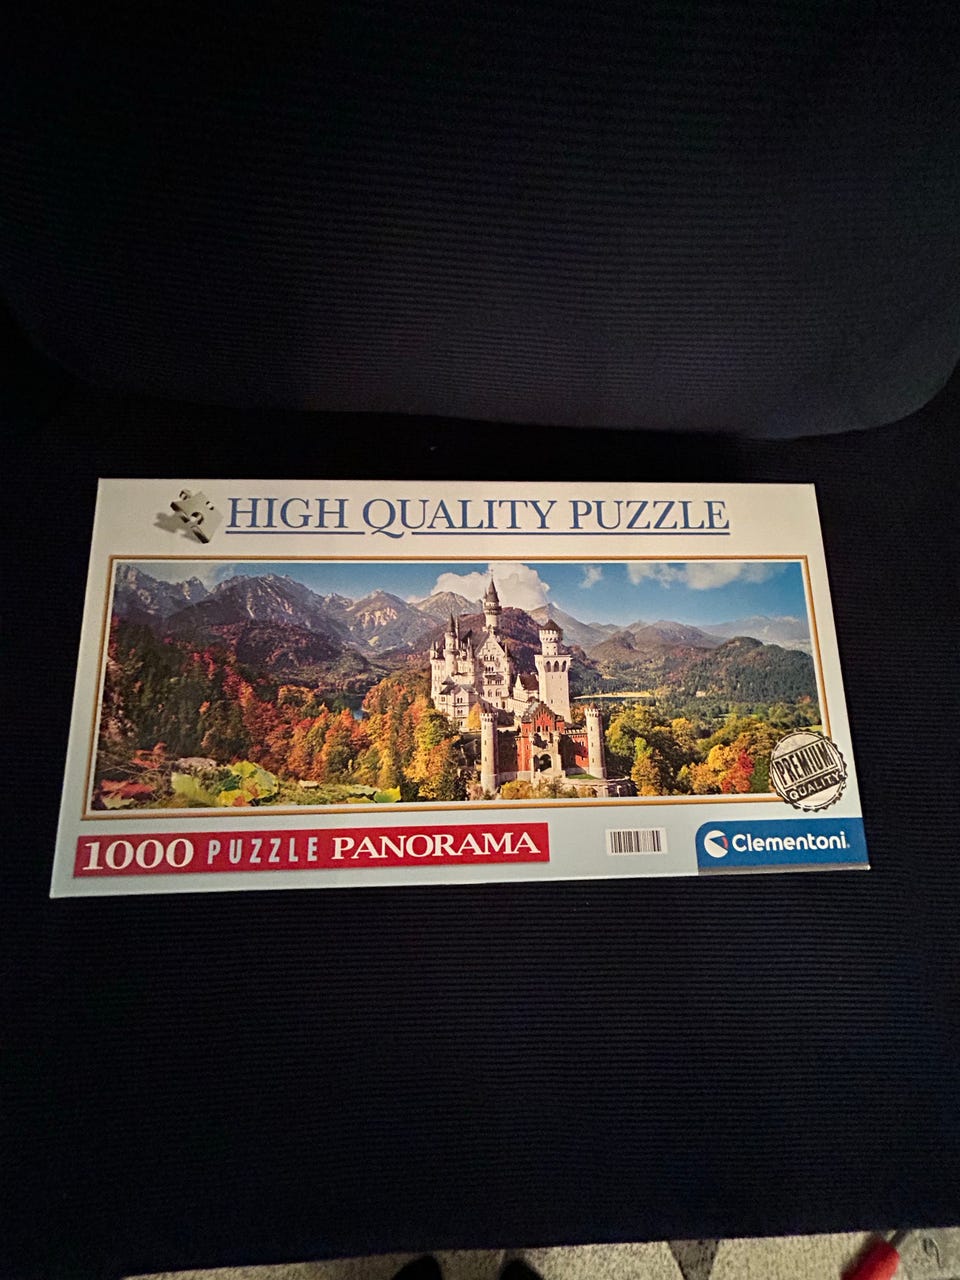 HIGH QUALITY PUZZLE
PREMIUM
QUALITY
1000 PUZZLE PANORAMA
Clementoni